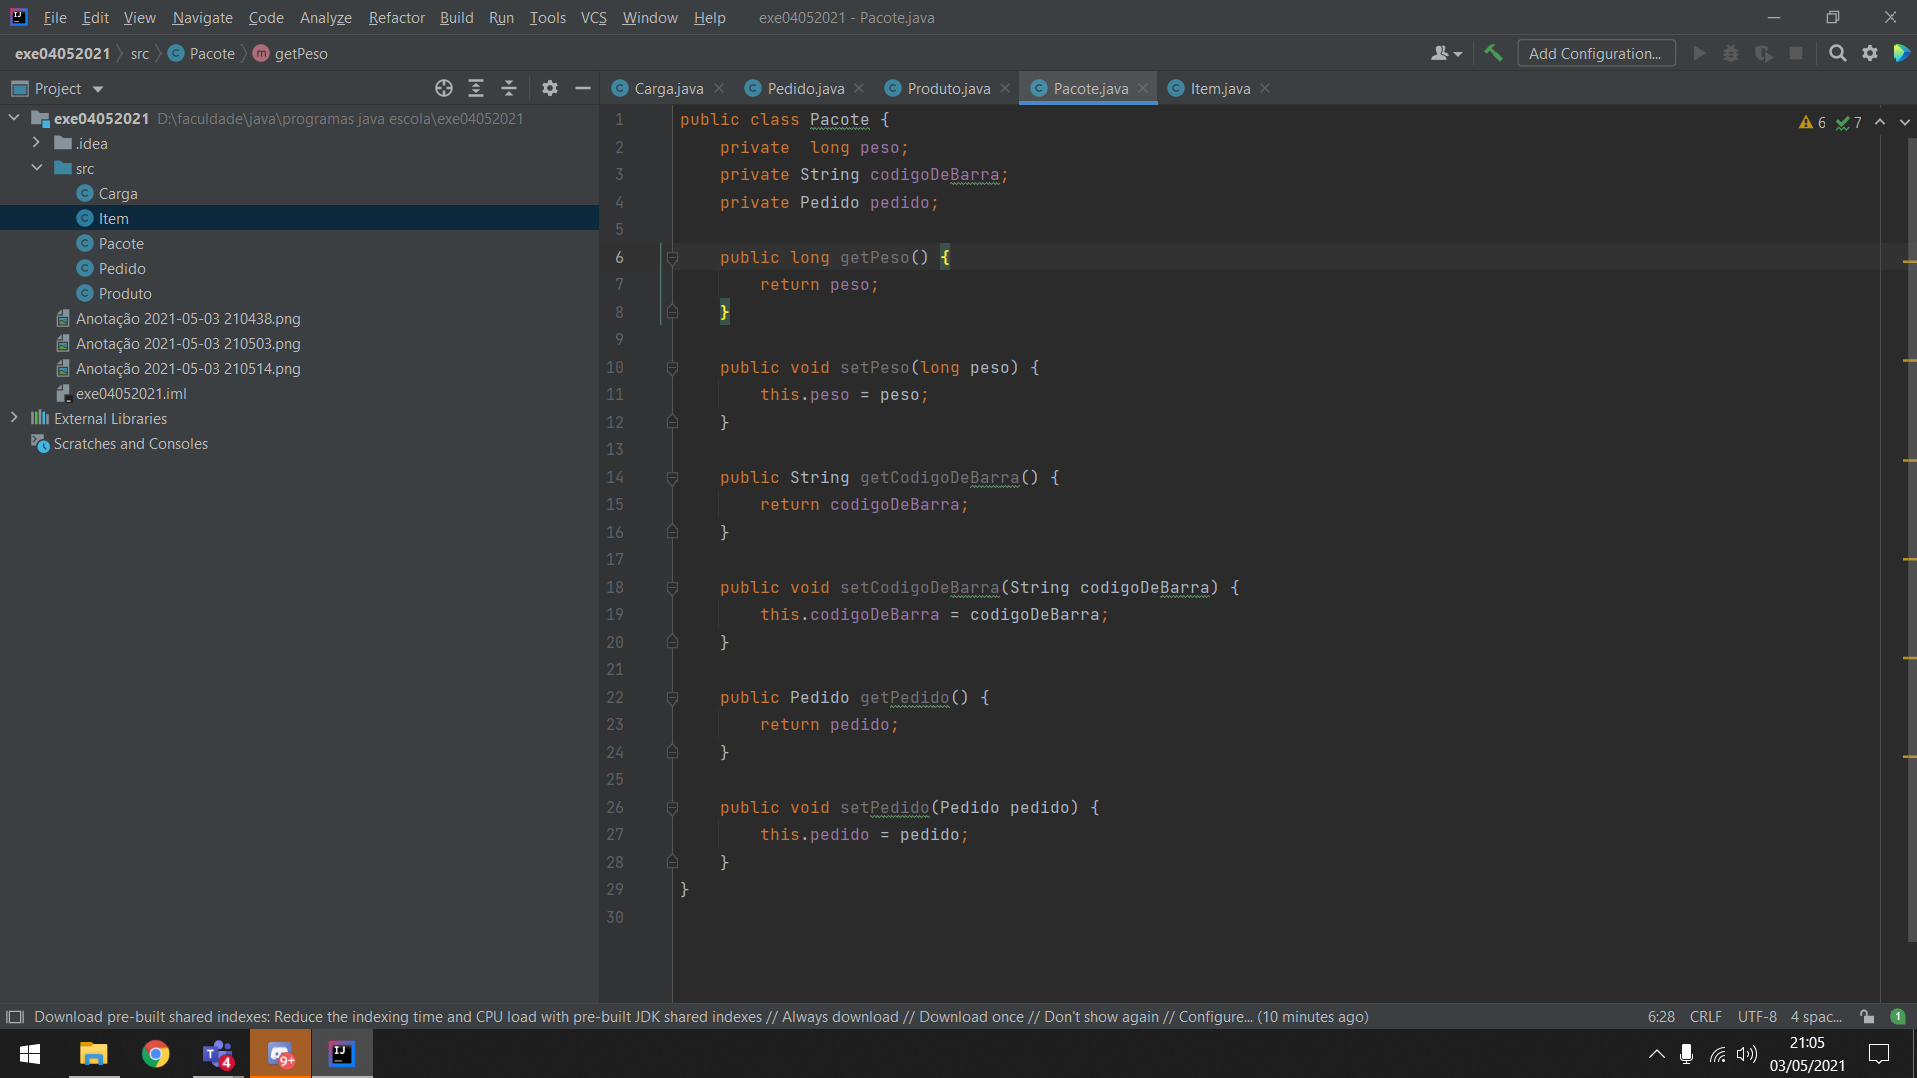 File Edit View Navigate Code Analyze Refactor Build Run Tools VCS Window Help exe04052021 - Pacote.java
exe04052021 src Pacote getPeso Add Configuration...
Project
Carga.java Pedido.java Produto.java Pacote.java Item.java
exe04052021 D:\faculdade\java\programas java escola\exe04052021
.idea
src
Carga
Item
Pacote
Pedido
Produto
Anotação 2021-05-03 210438.png
Anotação 2021-05-03 210503.png
Anotação 2021-05-03 210514.png
exe04052021.iml
External Libraries
Scratches and Consoles
6 7
1 public class Pacote {
2 private  long peso;
3 private String codigoDeBarra;
4 private Pedido pedido;
5
6 public long getPeso() {
7 return peso;
8 }
9
10 public void setPeso(long peso) {
11 this.peso = peso;
12 }
13
14 public String getCodigoDeBarra() {
15 return codigoDeBarra;
16 }
17
18 public void setCodigoDeBarra(String codigoDeBarra) {
19 this.codigoDeBarra = codigoDeBarra;
20 }
21
22 public Pedido getPedido() {
23 return pedido;
24 }
25
26 public void setPedido(Pedido pedido) {
27 this.pedido = pedido;
28 }
29 }
30
Download pre-built shared indexes: Reduce the indexing time and CPU load with pre-built JDK shared indexes // Always download // Download once // Don't show again // Configure... (10 minutes ago) 6:28 CRLF UTF-8 4 spac... 1
4 9+ IJ
21:05
03/05/2021